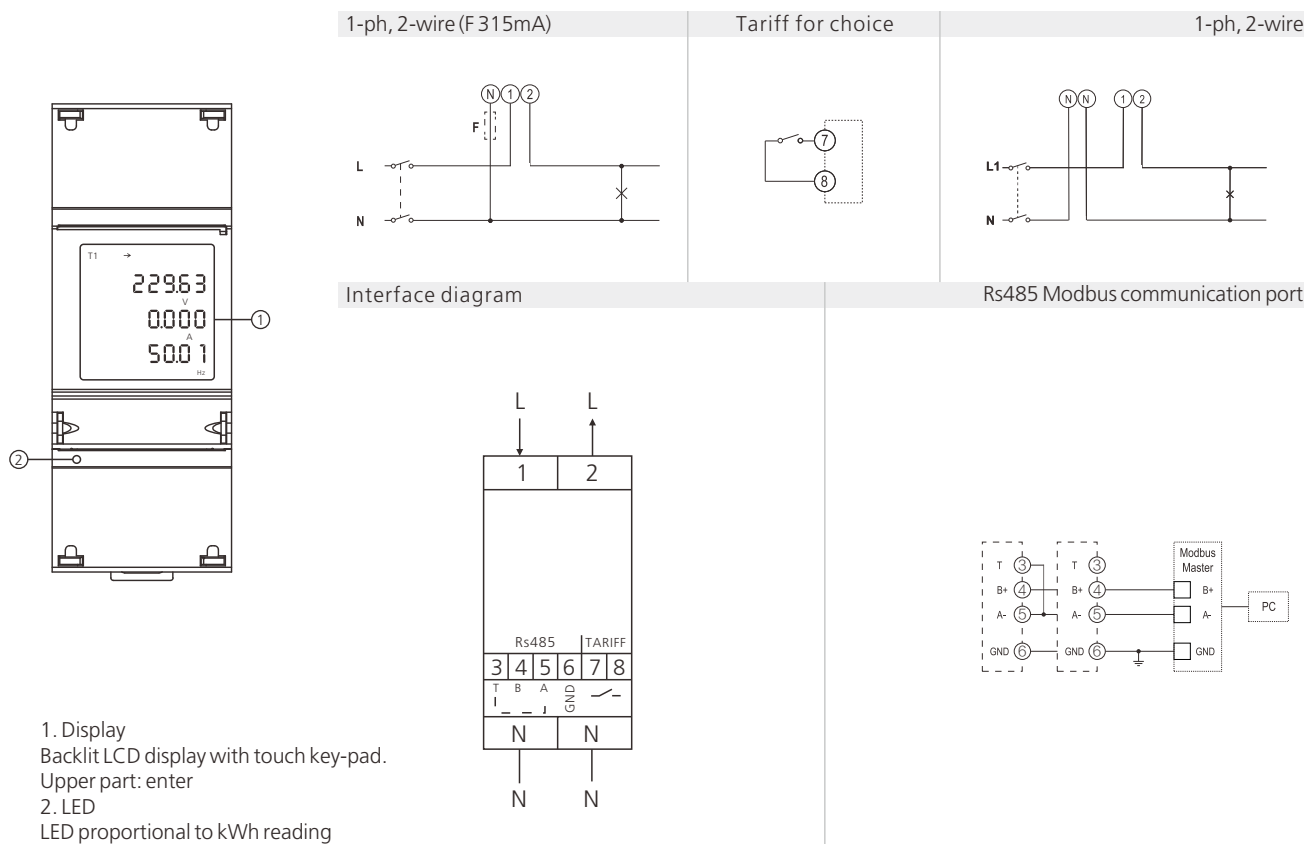 1-ph, 2-wire (F 315mA)
Tariff for choice
1-ph, 2-wire
N 1 2
F
L
N
7
8
N N 1 2
L1
N
T1 →
229.63
V
0.000
A
50.01
Hz
1
2
Interface diagram
Rs485 Modbus communication port
L L
1 2
Rs485 TARIFF
3 4 5 6 7 8
T B A GND
N N
N N
T 3 T 3
B+ 4 B+ 4 B+
A- 5 A- 5 A-
GND 6 GND 6 GND
Modbus
Master
PC
1. Display
Backlit LCD display with touch key-pad.
Upper part: enter
2. LED
LED proportional to kWh reading